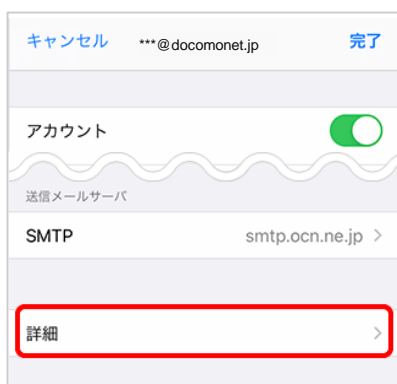 キャンセル ***@docomonet.jp 完了
アカウント
送信メールサーバ
SMTP smtp.ocn.ne.jp >
詳細 >